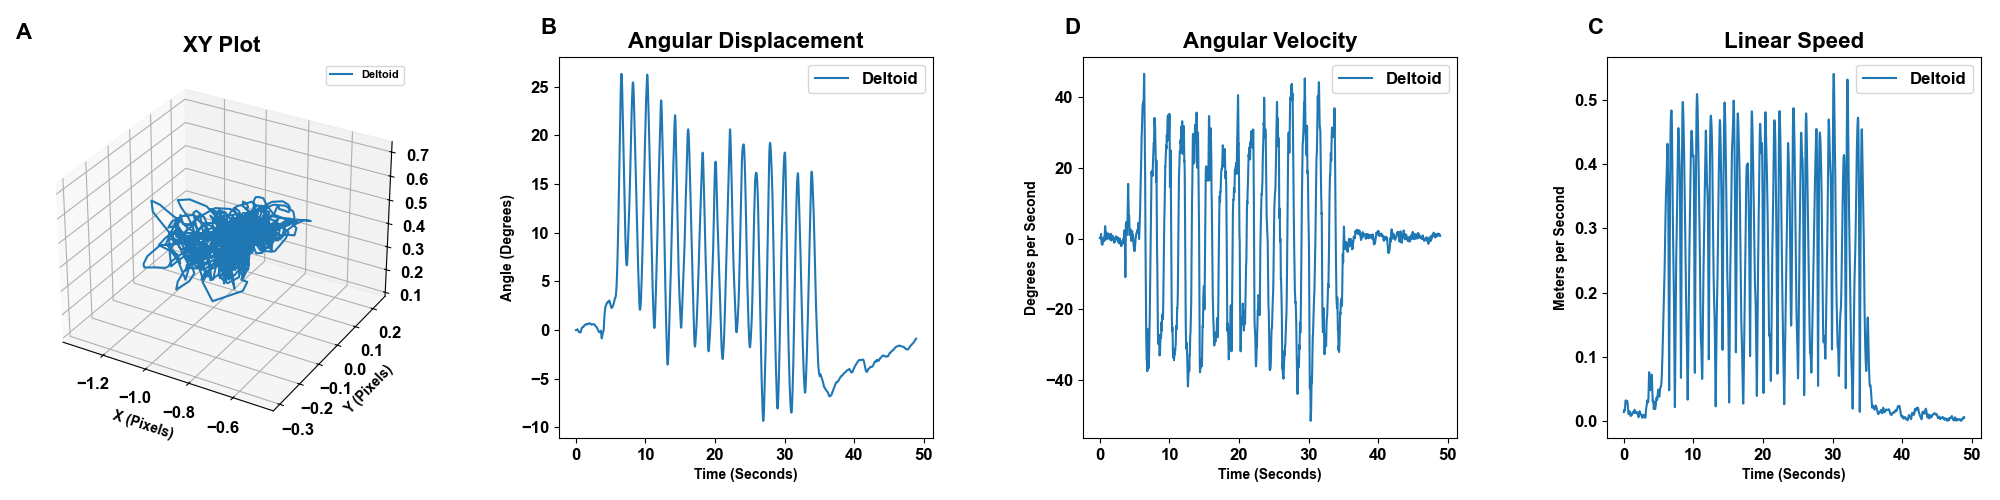 A
XY Plot
Deltoid
0.7
0.6
0.5
0.4
0.3
0.2
0.1
−1.2
−1.0
−0.8
−0.6
X (Pixels)
0.2
0.1
0.0
−0.1
−0.2
−0.3
Y (Pixels)
B
Angular Displacement
Deltoid
25
20
15
10
5
0
−5
−10
Angle (Degrees)
0 10 20 30 40 50
Time (Seconds)
D
Angular Velocity
Deltoid
40
20
0
−20
−40
Degrees per Second
0 10 20 30 40 50
Time (Seconds)
C
Linear Speed
Deltoid
0.5
0.4
0.3
0.2
0.1
0.0
Meters per Second
0 10 20 30 40 50
Time (Seconds)